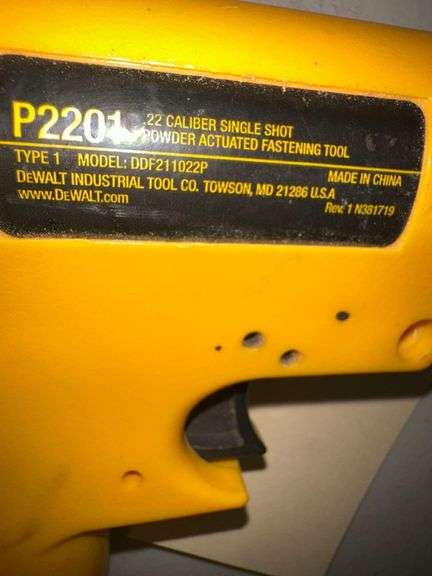 P2201 .22 CALIBER SINGLE SHOT
POWDER ACTUATED FASTENING TOOL
TYPE 1 MODEL: DDF211022P MADE IN CHINA
DEWALT INDUSTRIAL TOOL CO. TOWSON, MD 21286 U.S.A
www.DEWALT.com Rev. 1 N381719